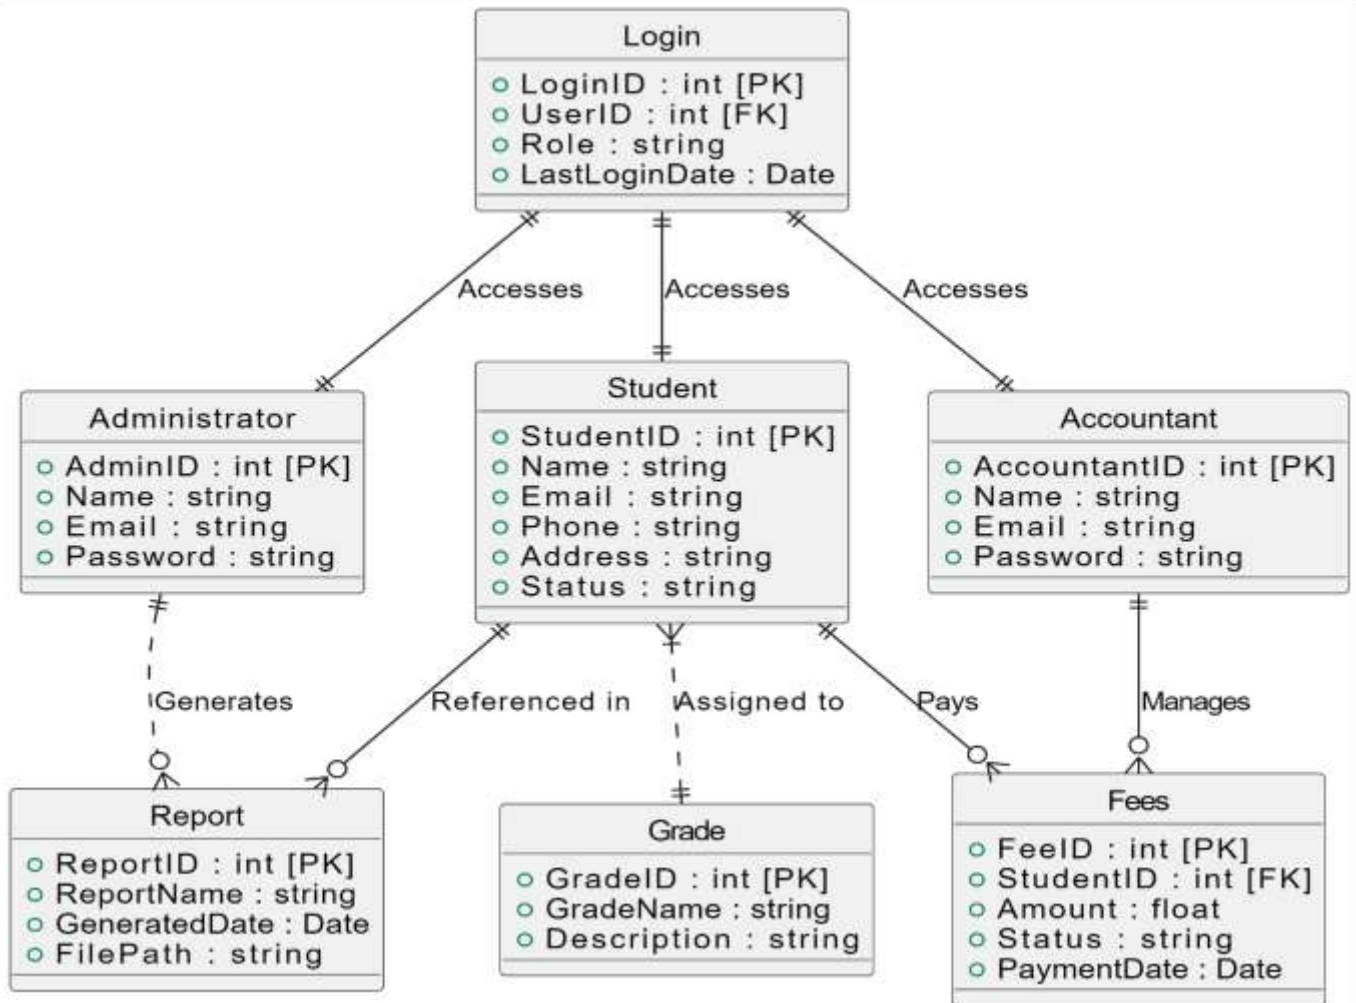 Login
LoginID : int [PK]
UserID : int [FK]
Role : string
LastLoginDate : Date
Accesses
Accesses
Accesses
Administrator
AdminID : int [PK]
Name : string
Email : string
Password : string
Student
StudentID : int [PK]
Name : string
Email : string
Phone : string
Address : string
Status : string
Accountant
AccountantID : int [PK]
Name : string
Email : string
Password : string
Generates
Referenced in
Assigned to
Pays
Manages
Report
ReportID : int [PK]
ReportName : string
GeneratedDate : Date
FilePath : string
Grade
GradeID : int [PK]
GradeName : string
Description : string
Fees
FeeID : int [PK]
StudentID : int [FK]
Amount : float
Status : string
PaymentDate : Date